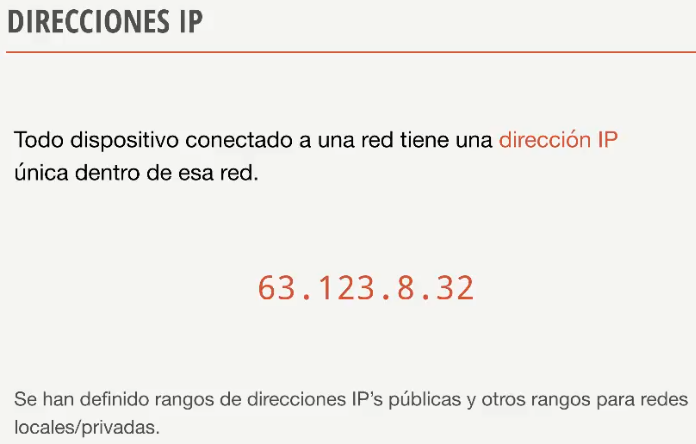 DIRECCIONES IP
Todo dispositivo conectado a una red tiene una dirección IP
única dentro de esa red.
63.123.8.32
Se han definido rangos de direcciones IP's públicas y otros rangos para redes
locales/privadas.